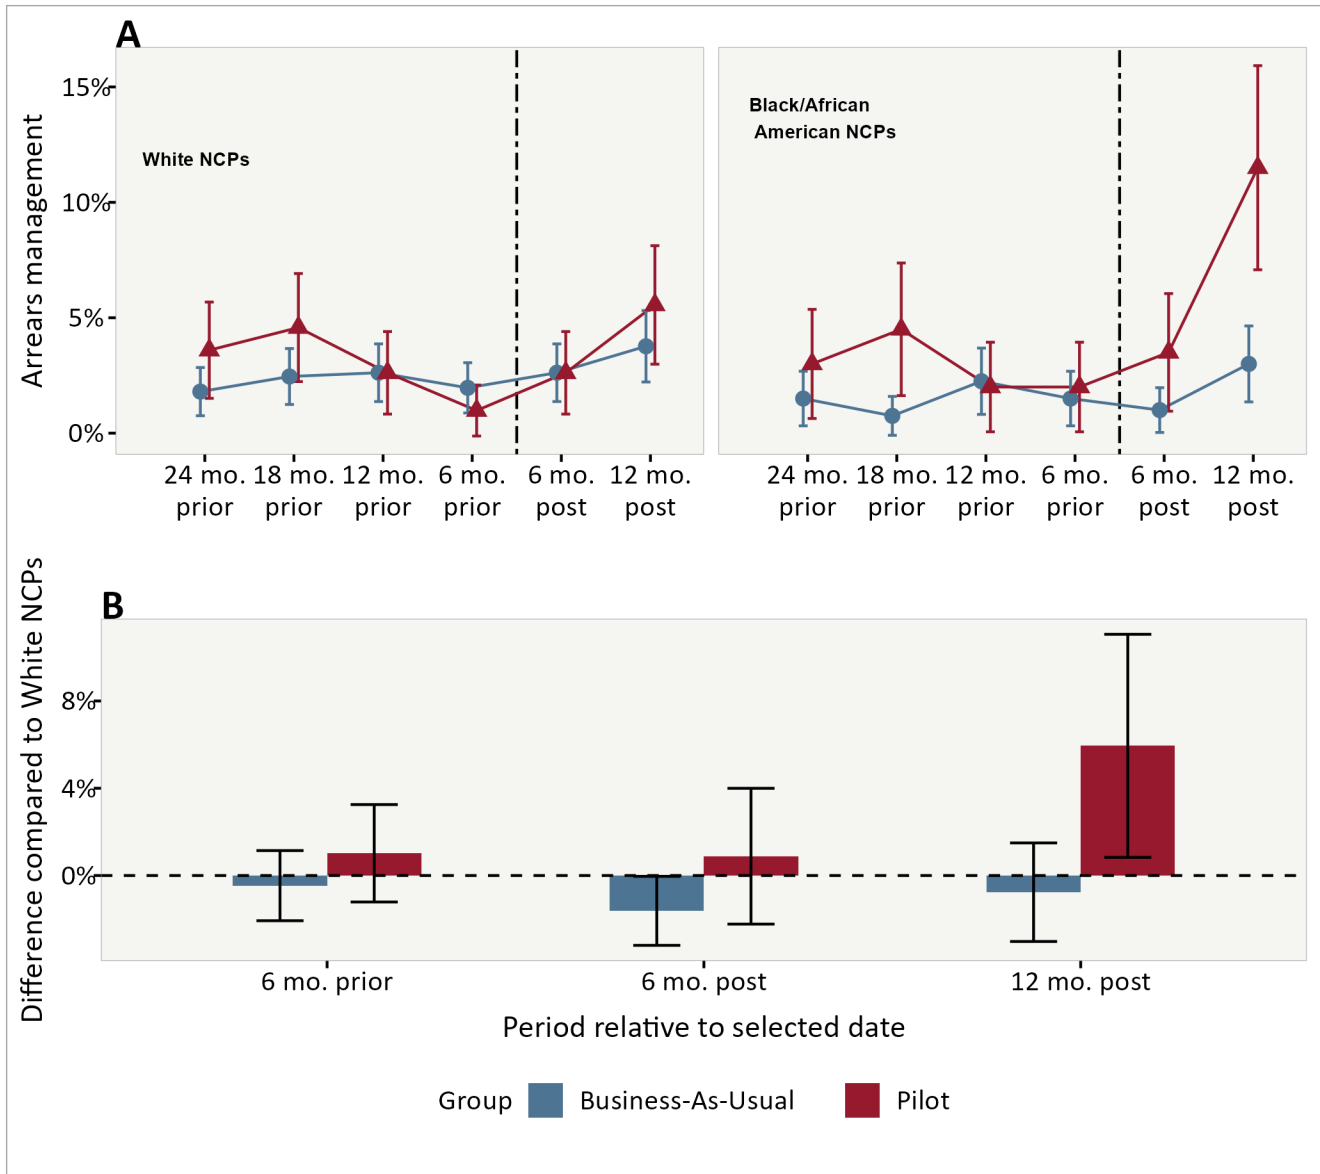 A
Arrears management
15%
10%
5%
0%
White NCPs
Black/African
American NCPs
24 mo. 18 mo. 12 mo. 6 mo. 6 mo. 12 mo.
prior prior prior prior post post
24 mo. 18 mo. 12 mo. 6 mo. 6 mo. 12 mo.
prior prior prior prior post post
B
Difference compared to White NCPs
8%
4%
0%
6 mo. prior 6 mo. post 12 mo. post
Period relative to selected date
Group Business-As-Usual Pilot